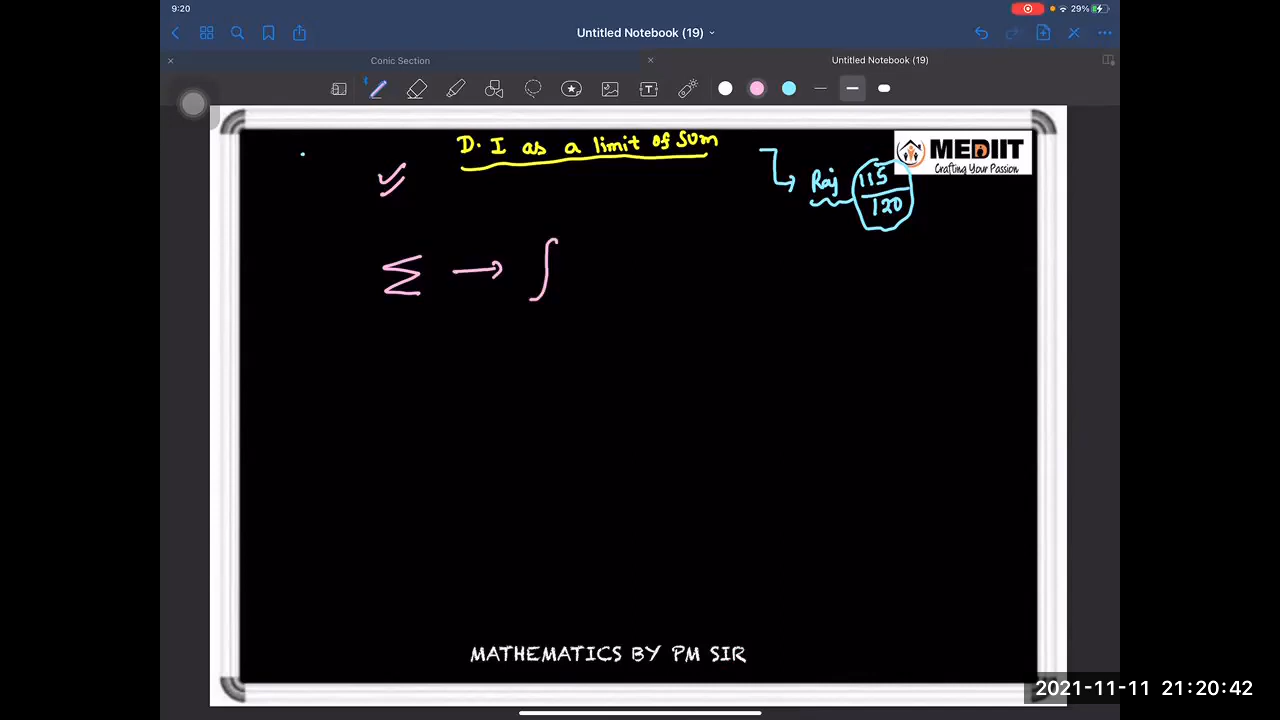 9:20
29%
Untitled Notebook (19)
Conic Section
Untitled Notebook (19)
D. I as a limit of sum
MEDIIT
Crafting Your Passion
Raj 115/120
Σ → ∫
MATHEMATICS BY PM SIR
2021-11-11 21:20:42